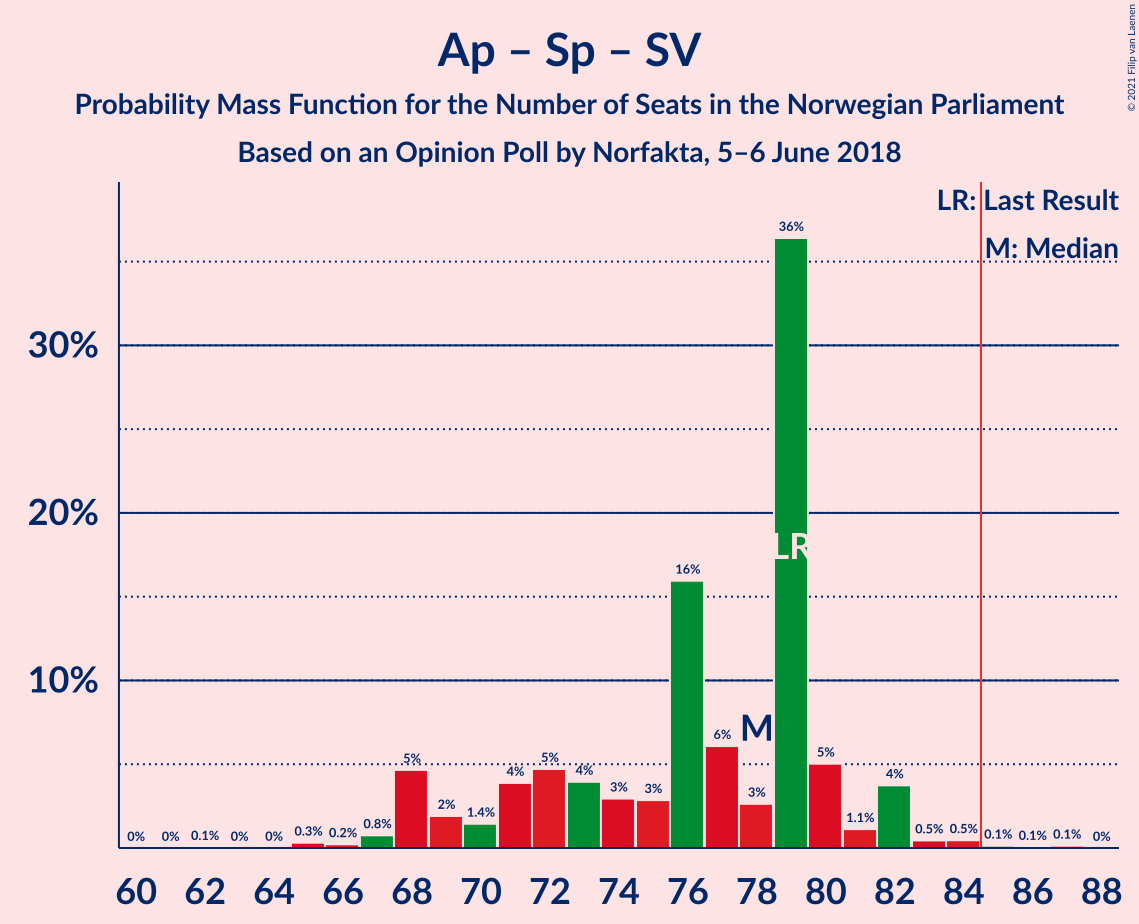 Ap – Sp – SV
Probability Mass Function for the Number of Seats in the Norwegian Parliament
Based on an Opinion Poll by Norfakta, 5–6 June 2018
© 2021 Filip van Laenen
LR: Last Result
M: Median
30%
20%
10%
0% 0% 0.1% 0% 0% 0.3% 0.2% 0.8% 5% 2% 1.4% 4% 5% 4% 3% 3% 16% 6% 3% 36% 5% 1.1% 4% 0.5% 0.5% 0.1% 0.1% 0.1% 0%
M
LR
60 62 64 66 68 70 72 74 76 78 80 82 84 86 88